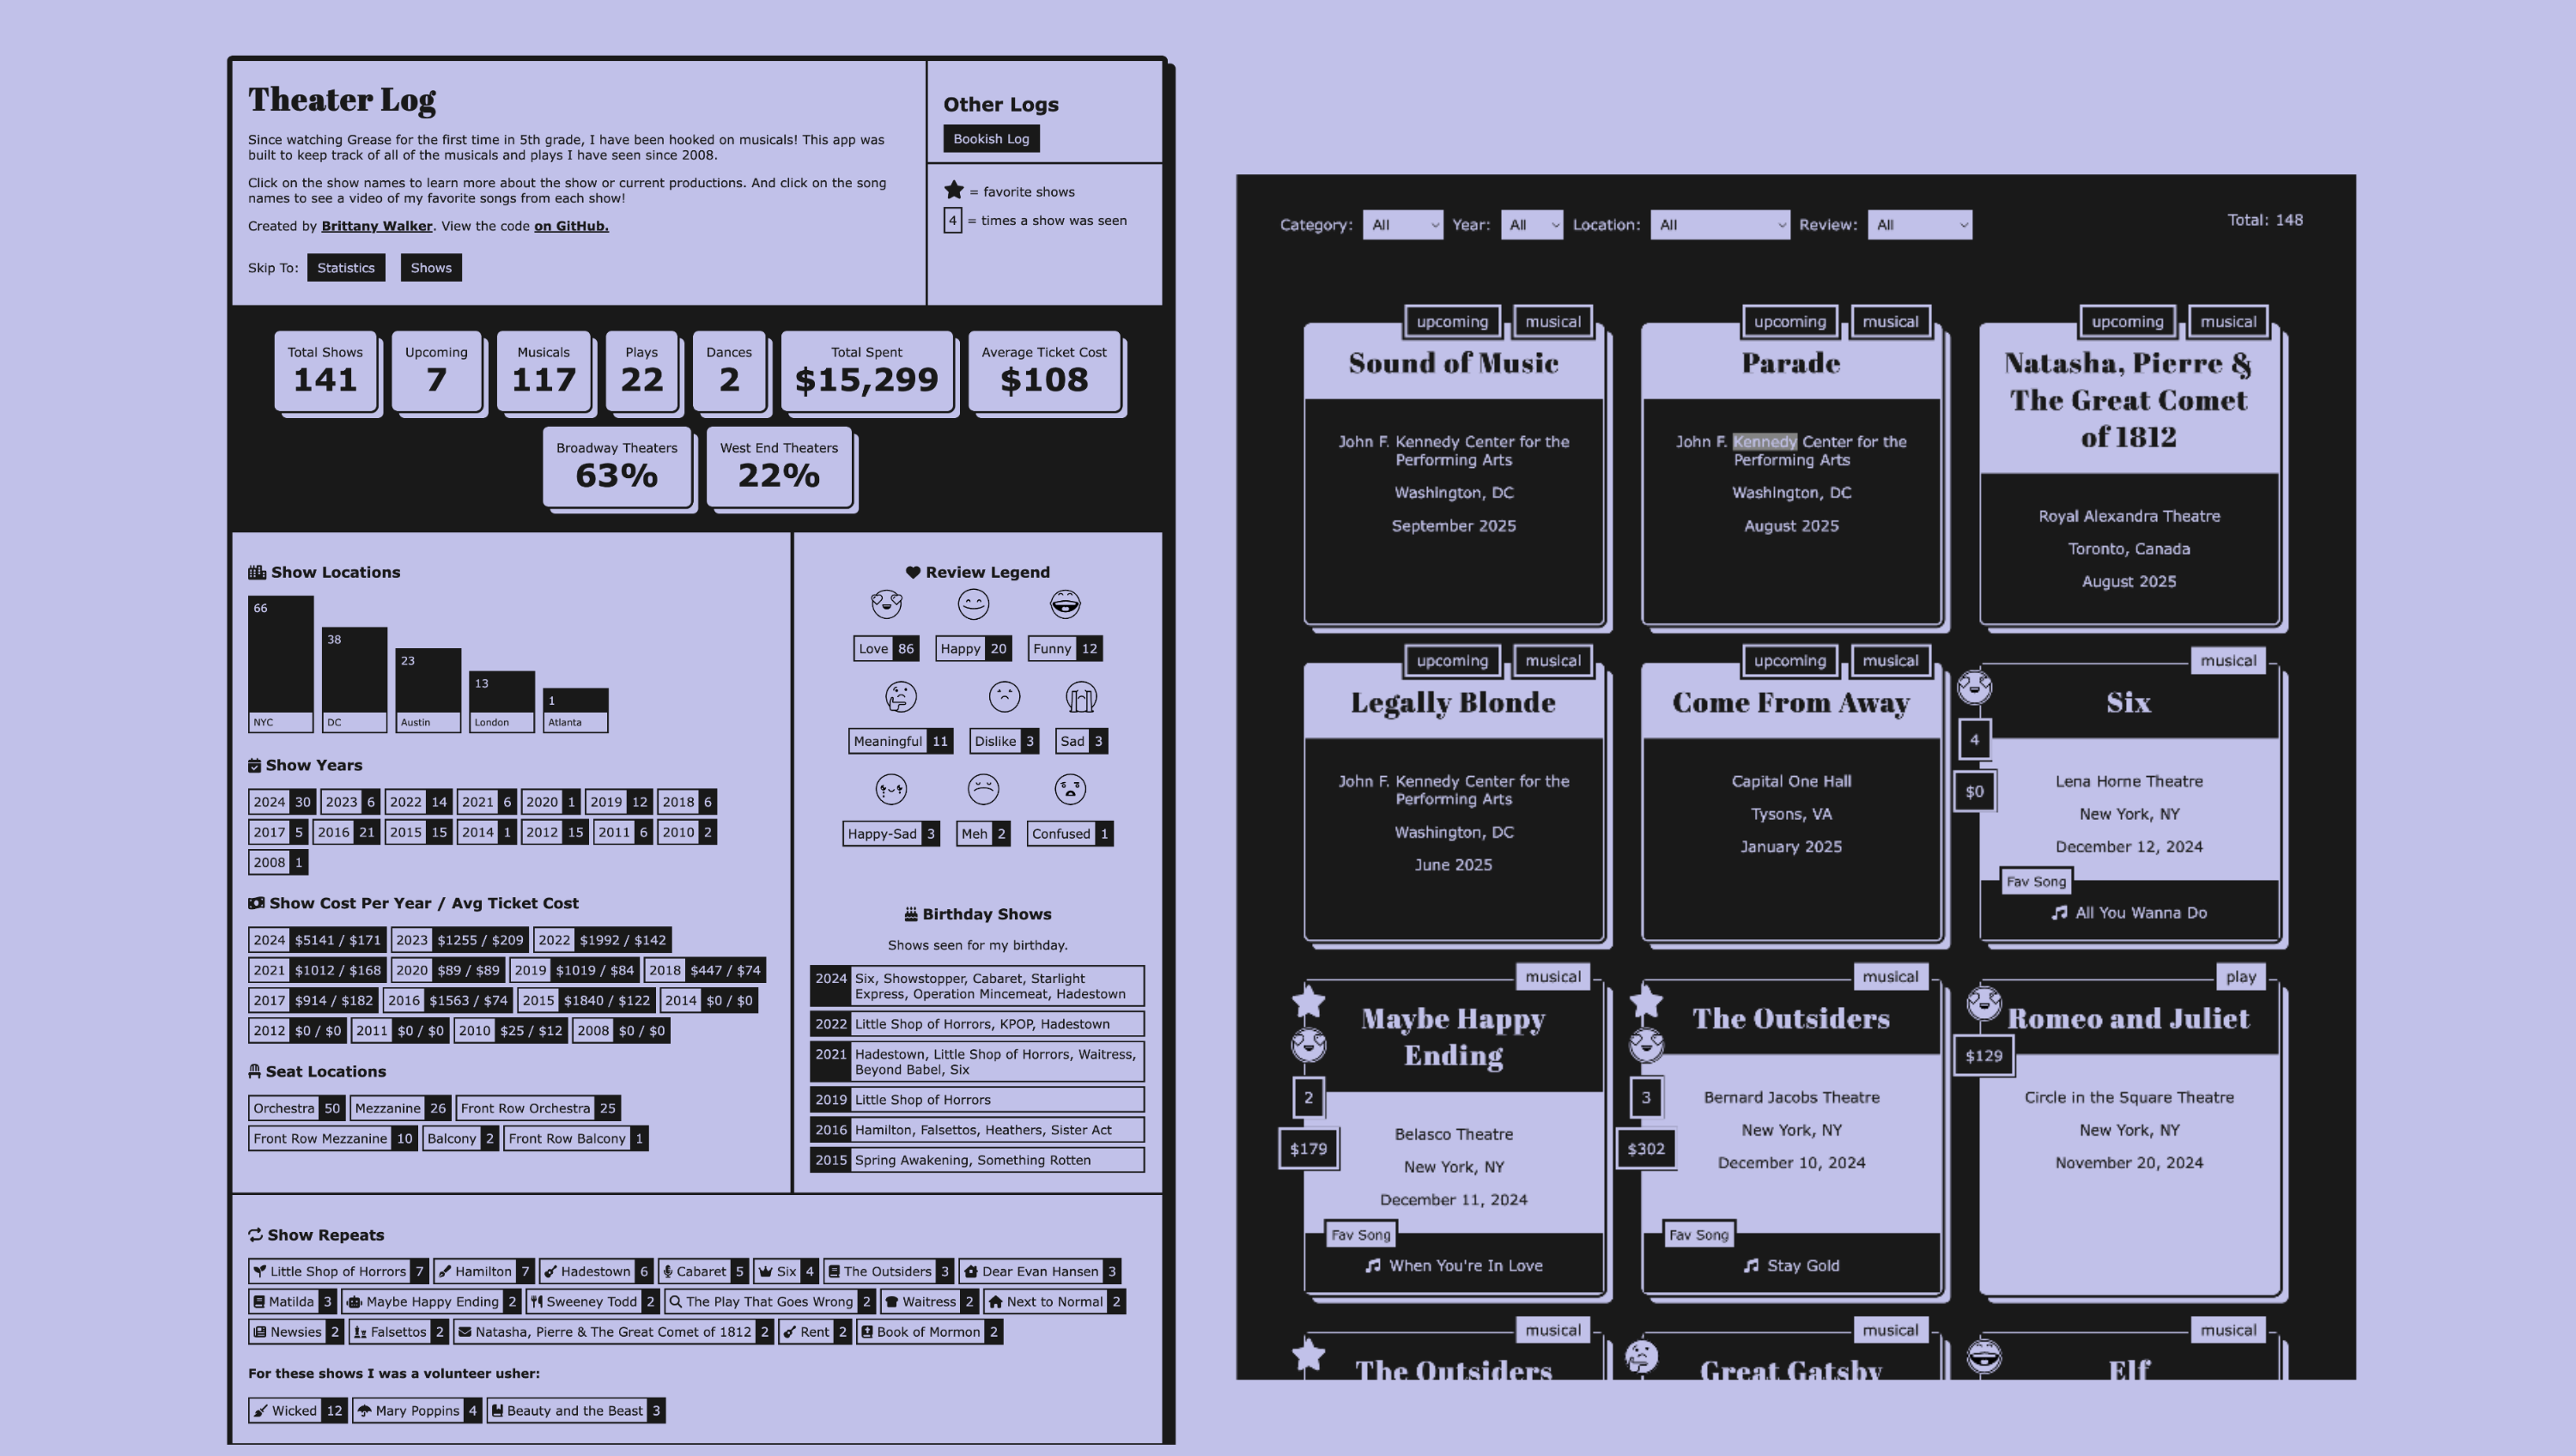 Theater Log
Since watching Grease for the first time in 5th grade, I have been hooked on musicals! This app was
built to keep track of all of the musicals and plays I have seen since 2008.
Click on the show names to learn more about the show or current productions. And click on the song
names to see a video of my favorite songs from each show!
Created by Brittany Walker. View the code on GitHub.
Skip To: Statistics Shows
Other Logs
Bookish Log
= favorite shows
4 = times a show was seen
Total Shows
141
Upcoming
7
Musicals
117
Plays
22
Dances
2
Total Spent
$15,299
Average Ticket Cost
$108
Broadway Theaters
63%
West End Theaters
22%
Show Locations
66
NYC
38
DC
23
Austin
13
London
1
Atlanta
Show Years
2024 30 2023 6 2022 14 2021 6 2020 1 2019 12 2018 6
2017 5 2016 21 2015 15 2014 1 2012 15 2011 6 2010 2
2008 1
Show Cost Per Year / Avg Ticket Cost
2024 $5141 / $171 2023 $1255 / $209 2022 $1992 / $142
2021 $1012 / $168 2020 $89 / $89 2019 $1019 / $84 2018 $447 / $74
2017 $914 / $182 2016 $1563 / $74 2015 $1840 / $122 2014 $0 / $0
2012 $0 / $0 2011 $0 / $0 2010 $25 / $12 2008 $0 / $0
Seat Locations
Orchestra 50 Mezzanine 26 Front Row Orchestra 25
Front Row Mezzanine 10 Balcony 2 Front Row Balcony 1
Review Legend
Love 86 Happy 20 Funny 12
Meaningful 11 Dislike 3 Sad 3
Happy-Sad 3 Meh 2 Confused 1
Birthday Shows
Shows seen for my birthday.
2024 Six, Showstopper, Cabaret, Starlight
Express, Operation Mincemeat, Hadestown
2022 Little Shop of Horrors, KPOP, Hadestown
2021 Hadestown, Little Shop of Horrors, Waitress,
Beyond Babel, Six
2019 Little Shop of Horrors
2016 Hamilton, Falsettos, Heathers, Sister Act
2015 Spring Awakening, Something Rotten
Show Repeats
Little Shop of Horrors 7 Hamilton 7 Hadestown 6 Cabaret 5 Six 4 The Outsiders 3 Dear Evan Hansen 3
Matilda 3 Maybe Happy Ending 2 Sweeney Todd 2 The Play That Goes Wrong 2 Waitress 2 Next to Normal 2
Newsies 2 Falsettos 2 Natasha, Pierre & The Great Comet of 1812 2 Rent 2 Book of Mormon 2
For these shows I was a volunteer usher:
Wicked 12 Mary Poppins 4 Beauty and the Beast 3
Category: All Year: All Location: All Review: All
Total: 148
upcoming musical
Sound of Music
John F. Kennedy Center for the
Performing Arts
Washington, DC
September 2025
upcoming musical
Parade
John F. Kennedy Center for the
Performing Arts
Washington, DC
August 2025
upcoming musical
Natasha, Pierre &
The Great Comet
of 1812
Royal Alexandra Theatre
Toronto, Canada
August 2025
upcoming musical
Legally Blonde
John F. Kennedy Center for the
Performing Arts
Washington, DC
June 2025
upcoming musical
Come From Away
Capital One Hall
Tysons, VA
January 2025
musical
Six
4
$0
Lena Horne Theatre
New York, NY
December 12, 2024
Fav Song
All You Wanna Do
musical
Maybe Happy
Ending
2
$179
Belasco Theatre
New York, NY
December 11, 2024
Fav Song
When You're In Love
musical
The Outsiders
3
$302
Bernard Jacobs Theatre
New York, NY
December 10, 2024
Fav Song
Stay Gold
play
Romeo and Juliet
$129
Circle in the Square Theatre
New York, NY
November 20, 2024
musical
The Outsiders
musical
Great Gatsby
musical
Elf